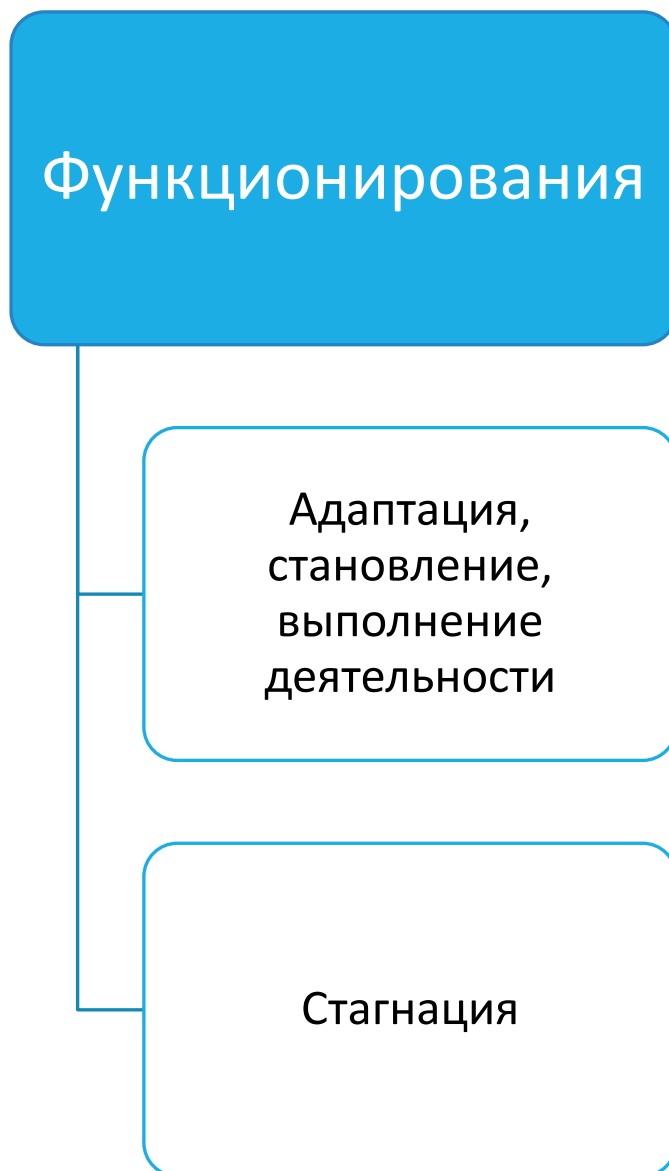 Функционирования
Адаптация,
становление,
выполнение
деятельности
Стагнация